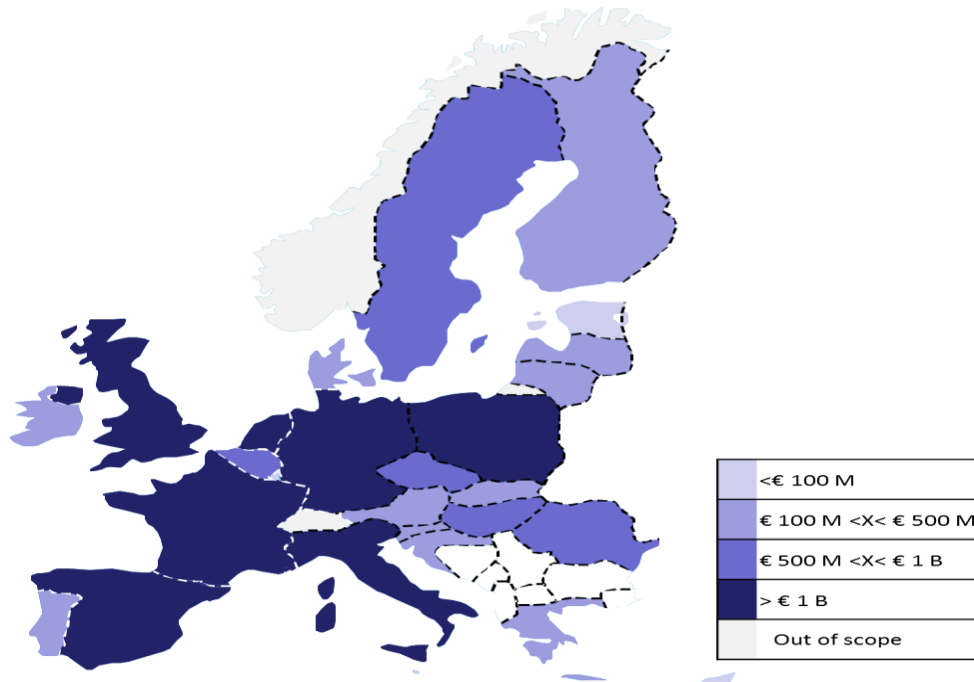 <€ 100 M
€ 100 M <X< € 500 M
€ 500 M <X< € 1 B
> € 1 B
Out of scope